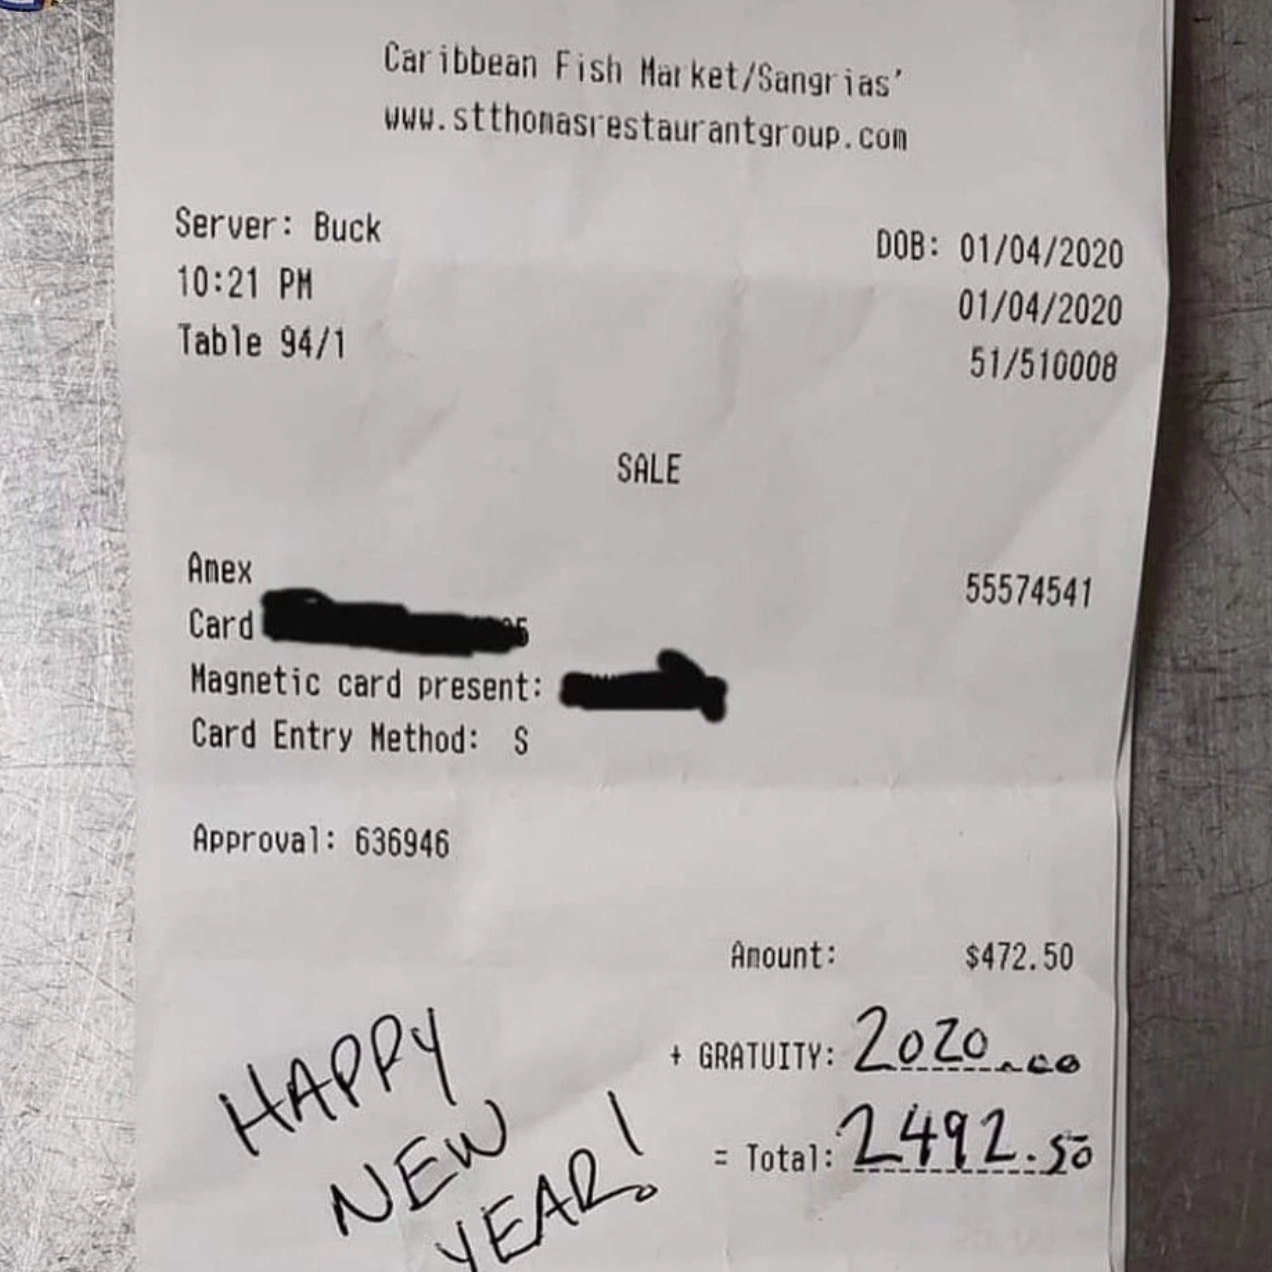 Caribbean Fish Market/Sangrias'
www.stthomasrestaurantgroup.com
Server: Buck DOB: 01/04/2020
10:21 PM 01/04/2020
Table 94/1 51/510008
SALE
Amex 55574541
Card 5
Magnetic card present:
Card Entry Method: S
Approval: 636946
Amount: $472.50
+ GRATUITY: 2020.00
= Total: 2492.50
HAPPY
NEW
YEAR!